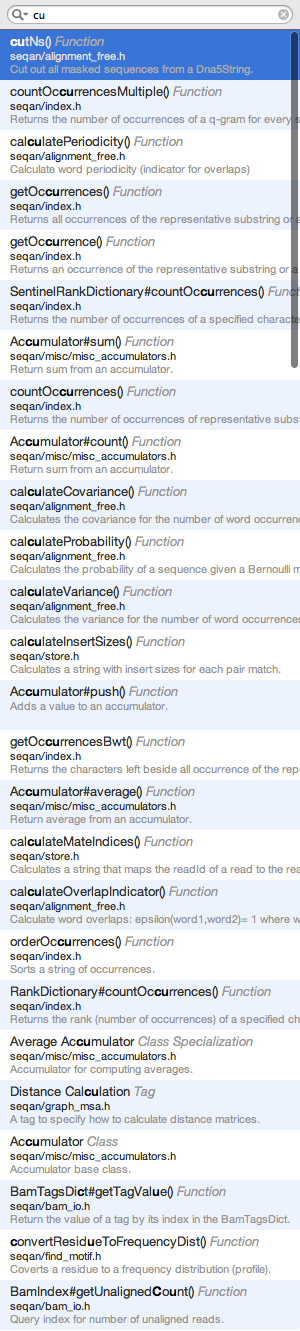 cu
cutNs() Function
seqan/alignment_free.h
Cut out all masked sequences from a Dna5String.
countOccurrencesMultiple() Function
seqan/index.h
Returns the number of occurrences of a q-gram for every s
calculatePeriodicity() Function
seqan/alignment_free.h
Calculate word periodicity (indicator for overlaps)
getOccurrences() Function
seqan/index.h
Returns all occurrences of the representative substring or a
getOccurrence() Function
seqan/index.h
Returns an occurrence of the representative substring or a
SentinelRankDictionary#countOccurrences() Funct
seqan/index.h
Returns the number of occurrences of a specified characte
Accumulator#sum() Function
seqan/misc/misc_accumulators.h
Return sum from an accumulator.
countOccurrences() Function
seqan/index.h
Returns the number of occurrences of representative subst
Accumulator#count() Function
seqan/misc/misc_accumulators.h
Return sum from an accumulator.
calculateCovariance() Function
seqan/alignment_free.h
Calculates the covariance for the number of word occurrenc
calculateProbability() Function
seqan/alignment_free.h
Calculates the probability of a sequence given a Bernoulli m
calculateVariance() Function
seqan/alignment_free.h
Calculates the variance for the number of word occurrences
calculateInsertSizes() Function
seqan/store.h
Calculates a string with insert sizes for each pair match.
Accumulator#push() Function
Adds a value to an accumulator.
getOccurrencesBwt() Function
seqan/index.h
Returns the characters left beside all occurrence of the rep
Accumulator#average() Function
seqan/misc/misc_accumulators.h
Return average from an accumulator.
calculateMateIndices() Function
seqan/store.h
Calculates a string that maps the readId of a read to the rea
calculateOverlapIndicator() Function
seqan/alignment_free.h
Calculate word overlaps: epsilon(word1,word2)= 1 where w
orderOccurrences() Function
seqan/index.h
Sorts a string of occurrences.
RankDictionary#countOccurrences() Function
seqan/index.h
Returns the rank (number of occurrences) of a specified ch
Average Accumulator Class Specialization
seqan/misc/misc_accumulators.h
Accumulator for computing averages.
Distance Calculation Tag
seqan/graph_msa.h
A tag to specify how to calculate distance matrices.
Accumulator Class
seqan/misc/misc_accumulators.h
Accumulator base class.
BamTagsDict#getTagValue() Function
seqan/bam_io.h
Return the value of a tag by its index in the BamTagsDict.
convertResidueToFrequencyDist() Function
seqan/find_motif.h
Coverts a residue to a frequency distribution (profile).
BamIndex#getUnalignedCount() Function
seqan/bam_io.h
Query index for number of unaligned reads.